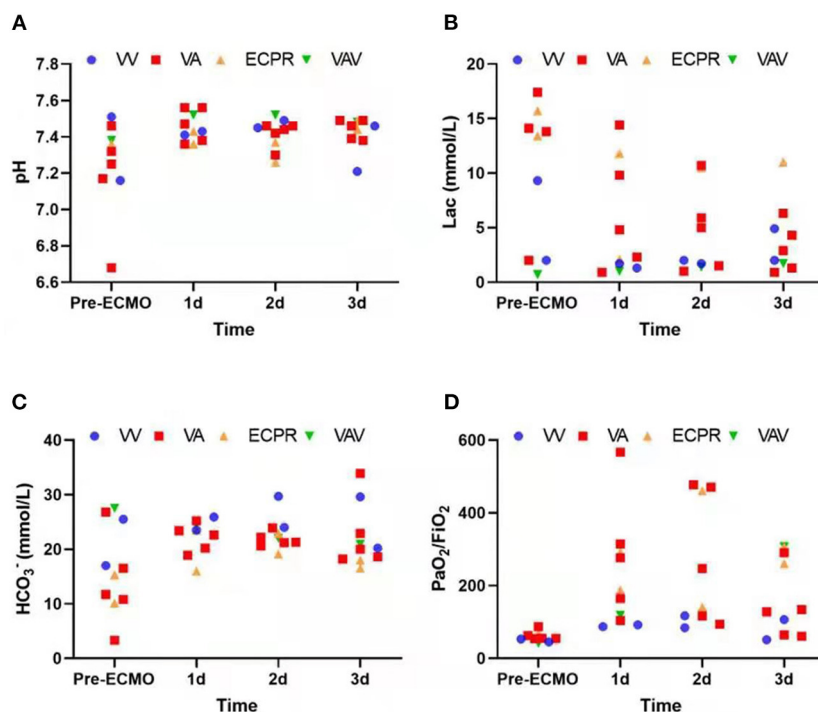 A
VV VA ECPR VAV
7.8
7.6
7.4
7.2
7.0
6.8
6.6
pH
Pre-ECMO 1d 2d 3d
Time
B
VV VA ECPR VAV
20
15
10
5
0
Lac (mmol/L)
Pre-ECMO 1d 2d 3d
Time
C
VV VA ECPR VAV
40
30
20
10
0
HCO₃⁻ (mmol/L)
Pre-ECMO 1d 2d 3d
Time
D
VV VA ECPR VAV
600
400
200
0
PaO₂/FiO₂
Pre-ECMO 1d 2d 3d
Time